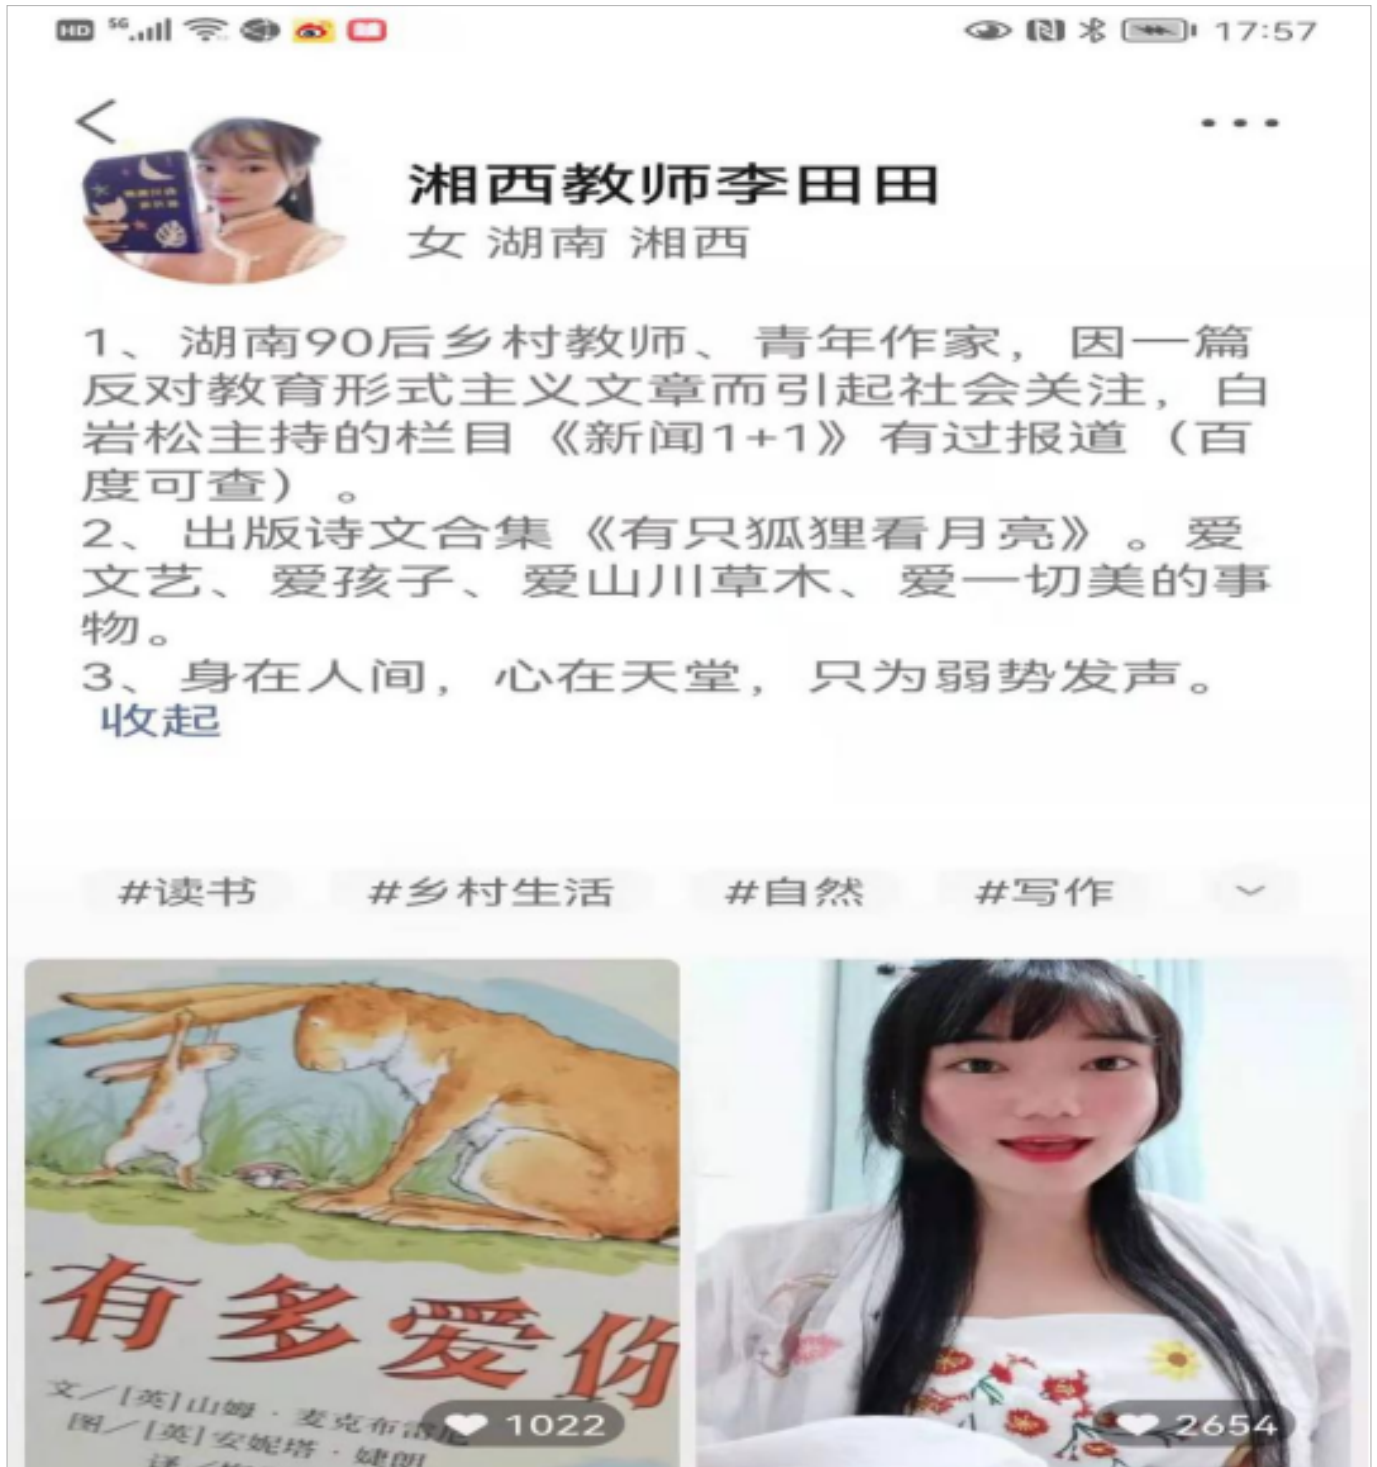 HD 5G 17:57
湘西教师李田田
女 湖南 湘西
1、湖南90后乡村教师、青年作家，因一篇
反对教育形式主义文章而引起社会关注，白
岩松主持的栏目《新闻1+1》有过报道（百
度可查）。
2、出版诗文合集《有只狐狸看月亮》。爱
文艺、爱孩子、爱山川草木、爱一切美的事
物。
3、身在人间，心在天堂，只为弱势发声。
收起
#读书 #乡村生活 #自然 #写作
有多爱你
文／[英]山姆·麦克布雷尼
图／[英]安妮塔·婕朗
译／
1022
2654